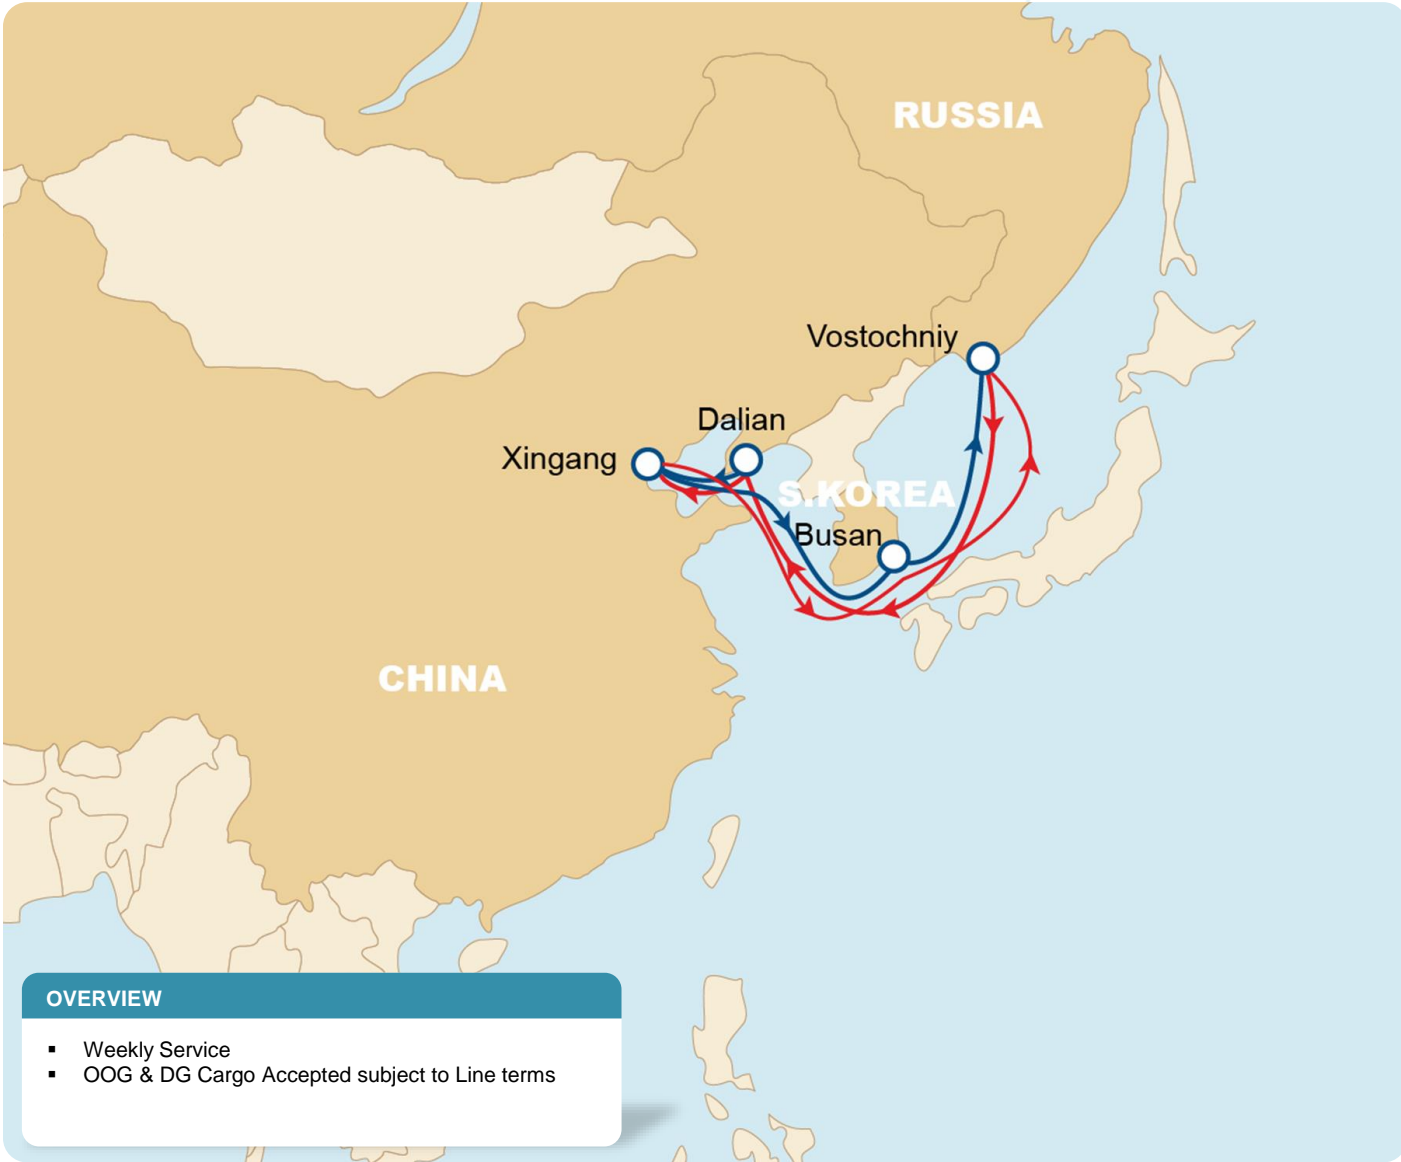 RUSSIA
Vostochniy
Dalian
Xingang
S.KOREA
Busan
CHINA
OVERVIEW
▪ Weekly Service
▪ OOG & DG Cargo Accepted subject to Line terms